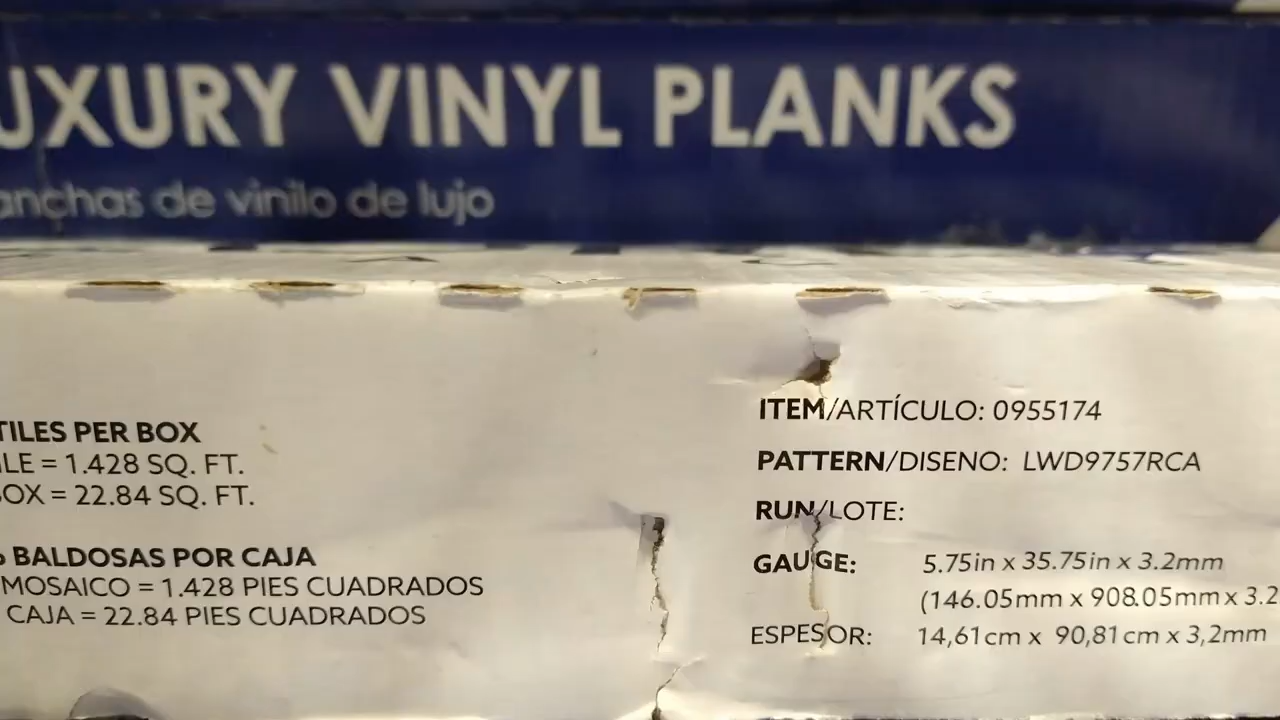 UXURY VINYL PLANKS
anchas de vinilo de lujo
TILES PER BOX
ILE = 1.428 SQ. FT.
BOX = 22.84 SQ. FT.
BALDOSAS POR CAJA
MOSAICO = 1.428 PIES CUADRADOS
CAJA = 22.84 PIES CUADRADOS
ITEM/ARTÍCULO: 0955174
PATTERN/DISENO: LWD9757RCA
RUN/LOTE:
GAUGE: 5.75in x 35.75in x 3.2mm
(146.05mm x 908.05mm x 3.2
ESPESOR: 14,61cm x 90,81cm x 3,2mm